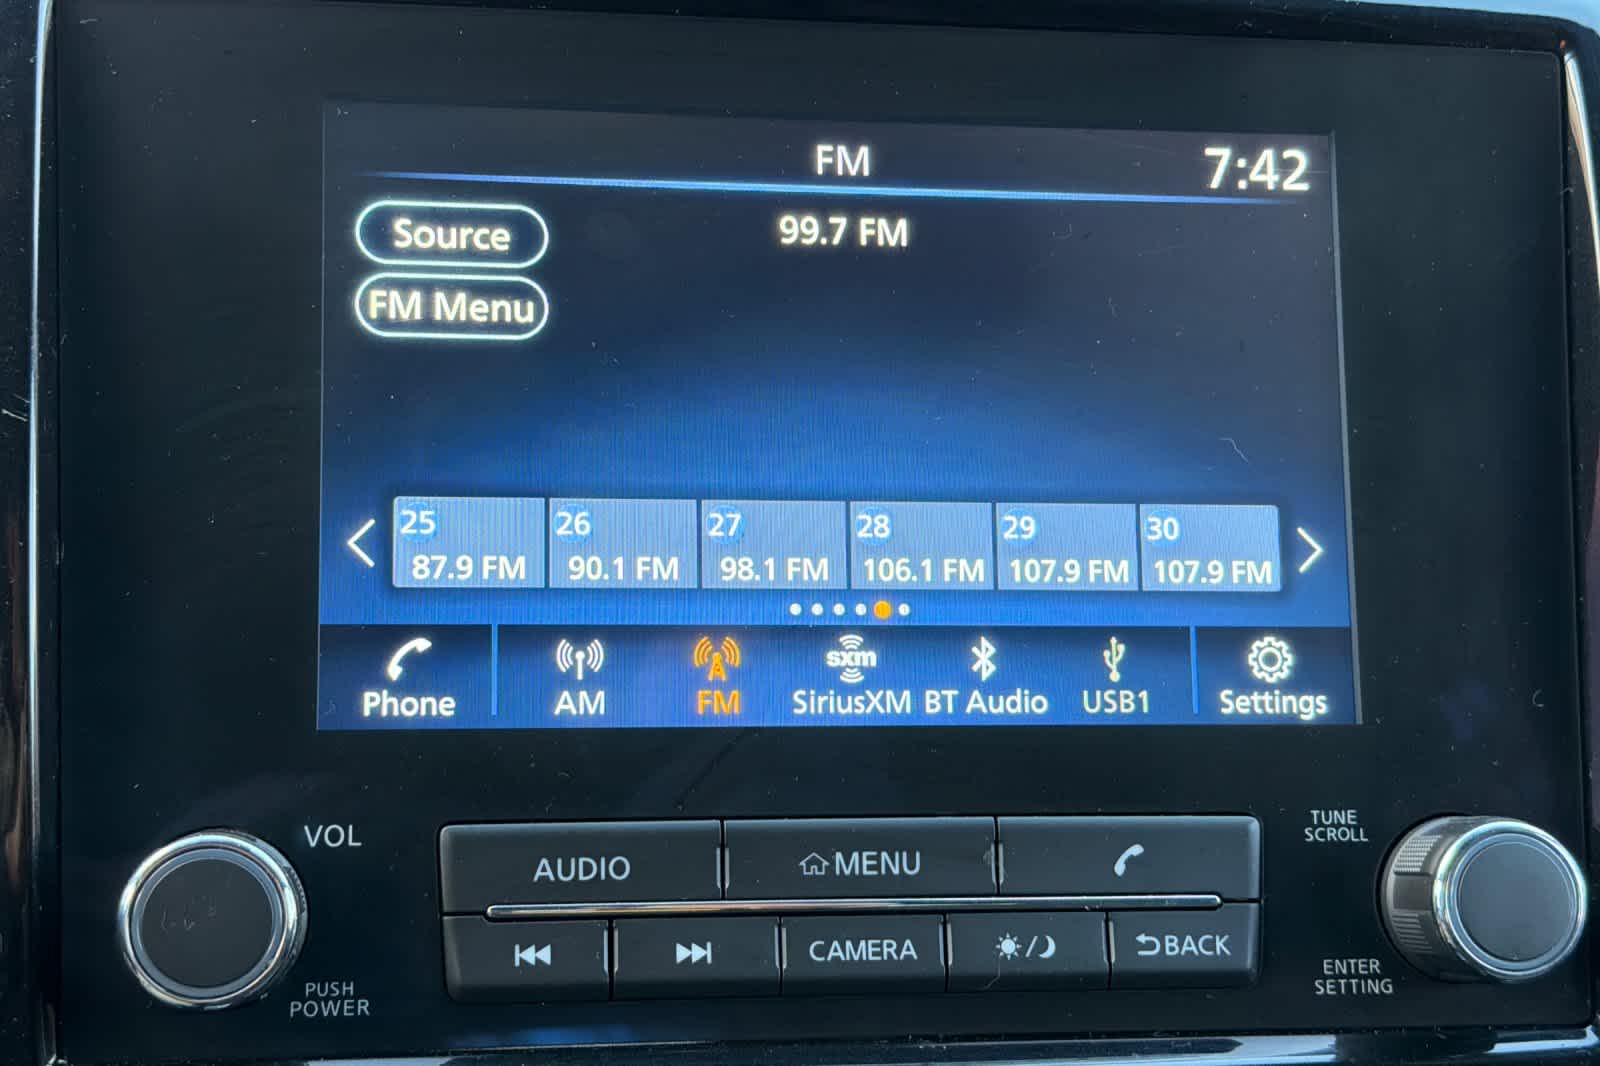 FM
7:42
Source
99.7 FM
FM Menu
25
26
27
28
29
30
87.9 FM
90.1 FM
98.1 FM
106.1 FM
107.9 FM
107.9 FM
sxm
Phone
AM
FM
SiriusXM
BT Audio
USB1
Settings
VOL
TUNE
SCROLL
AUDIO
MENU
CAMERA
BACK
PUSH
POWER
ENTER
SETTING